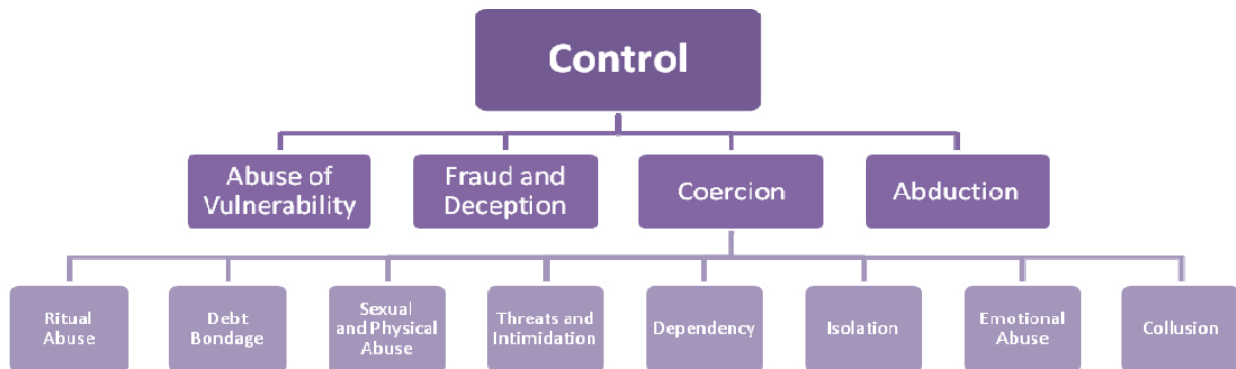 Control
Abuse of
Vulnerability
Fraud and
Deception
Coercion
Abduction
Ritual
Abuse
Debt
Bondage
Sexual
and Physical
Abuse
Threats and
Intimidation
Dependency
Isolation
Emotional
Abuse
Collusion